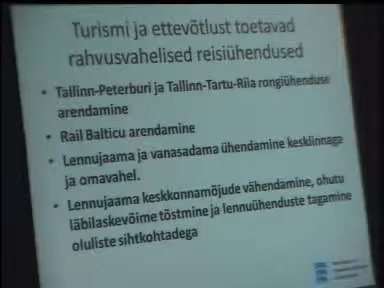 Turismi ja ettevõtlust toetavad
rahvusvahelised reisiühendused
• Tallinn-Peterburi ja Tallinn-Tartu-Riia rongiühenduse
arendamine
• Rail Balticu arendamine
• Lennujaama ja vanasadama ühendamine kesklinnaga
ja omavahel.
• Lennujaama keskkonnamõjude vähendamine, ohutu
läbilaskevõime tõstmine ja lennuühenduste tagamine
oluliste sihtkohtadega